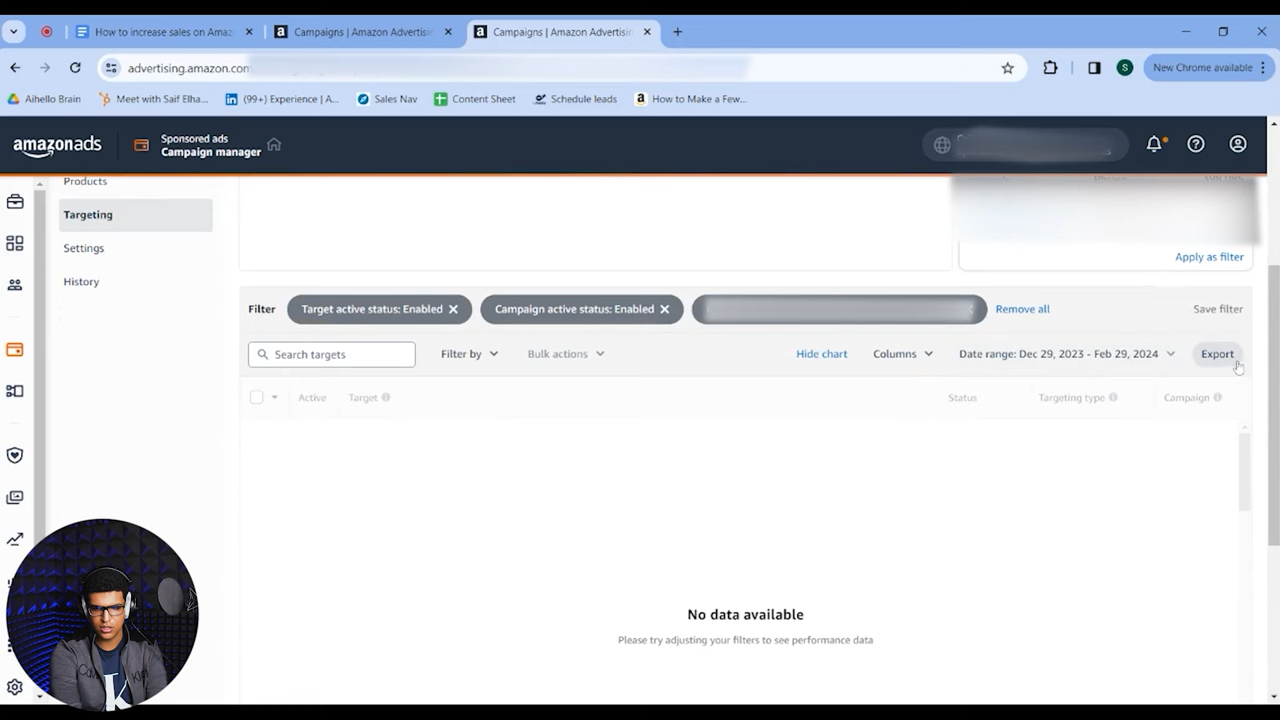 How to increase sales on Amaz
Campaigns | Amazon Advertisin
Campaigns | Amazon Advertisin
advertising.amazon.com
S
New Chrome available
Aihello Brain
Meet with Saif Elha...
(99+) Experience | A...
Sales Nav
Content Sheet
Schedule leads
How to Make a Few...
amazonads
Sponsored ads
Campaign manager
Products
Targeting
Settings
History
Apply as filter
Filter
Target active status: Enabled
Campaign active status: Enabled
Remove all
Save filter
Search targets
Filter by
Bulk actions
Hide chart
Columns
Date range: Dec 29, 2023 - Feb 29, 2024
Export
Active
Target
Status
Targeting type
Campaign
No data available
Please try adjusting your filters to see performance data